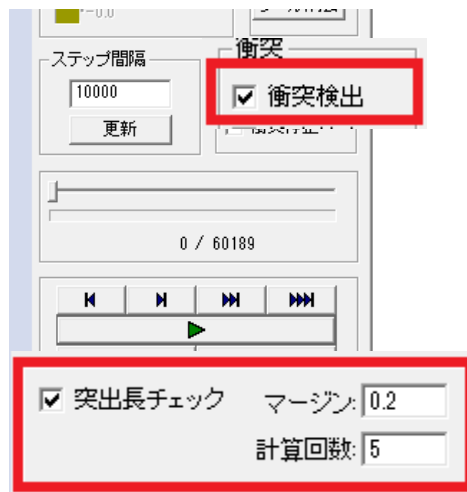 ステップ間隔
10000
更新
衝突
衝突検出
0 / 60189
突出長チェック
マージン: 0.2
計算回数: 5